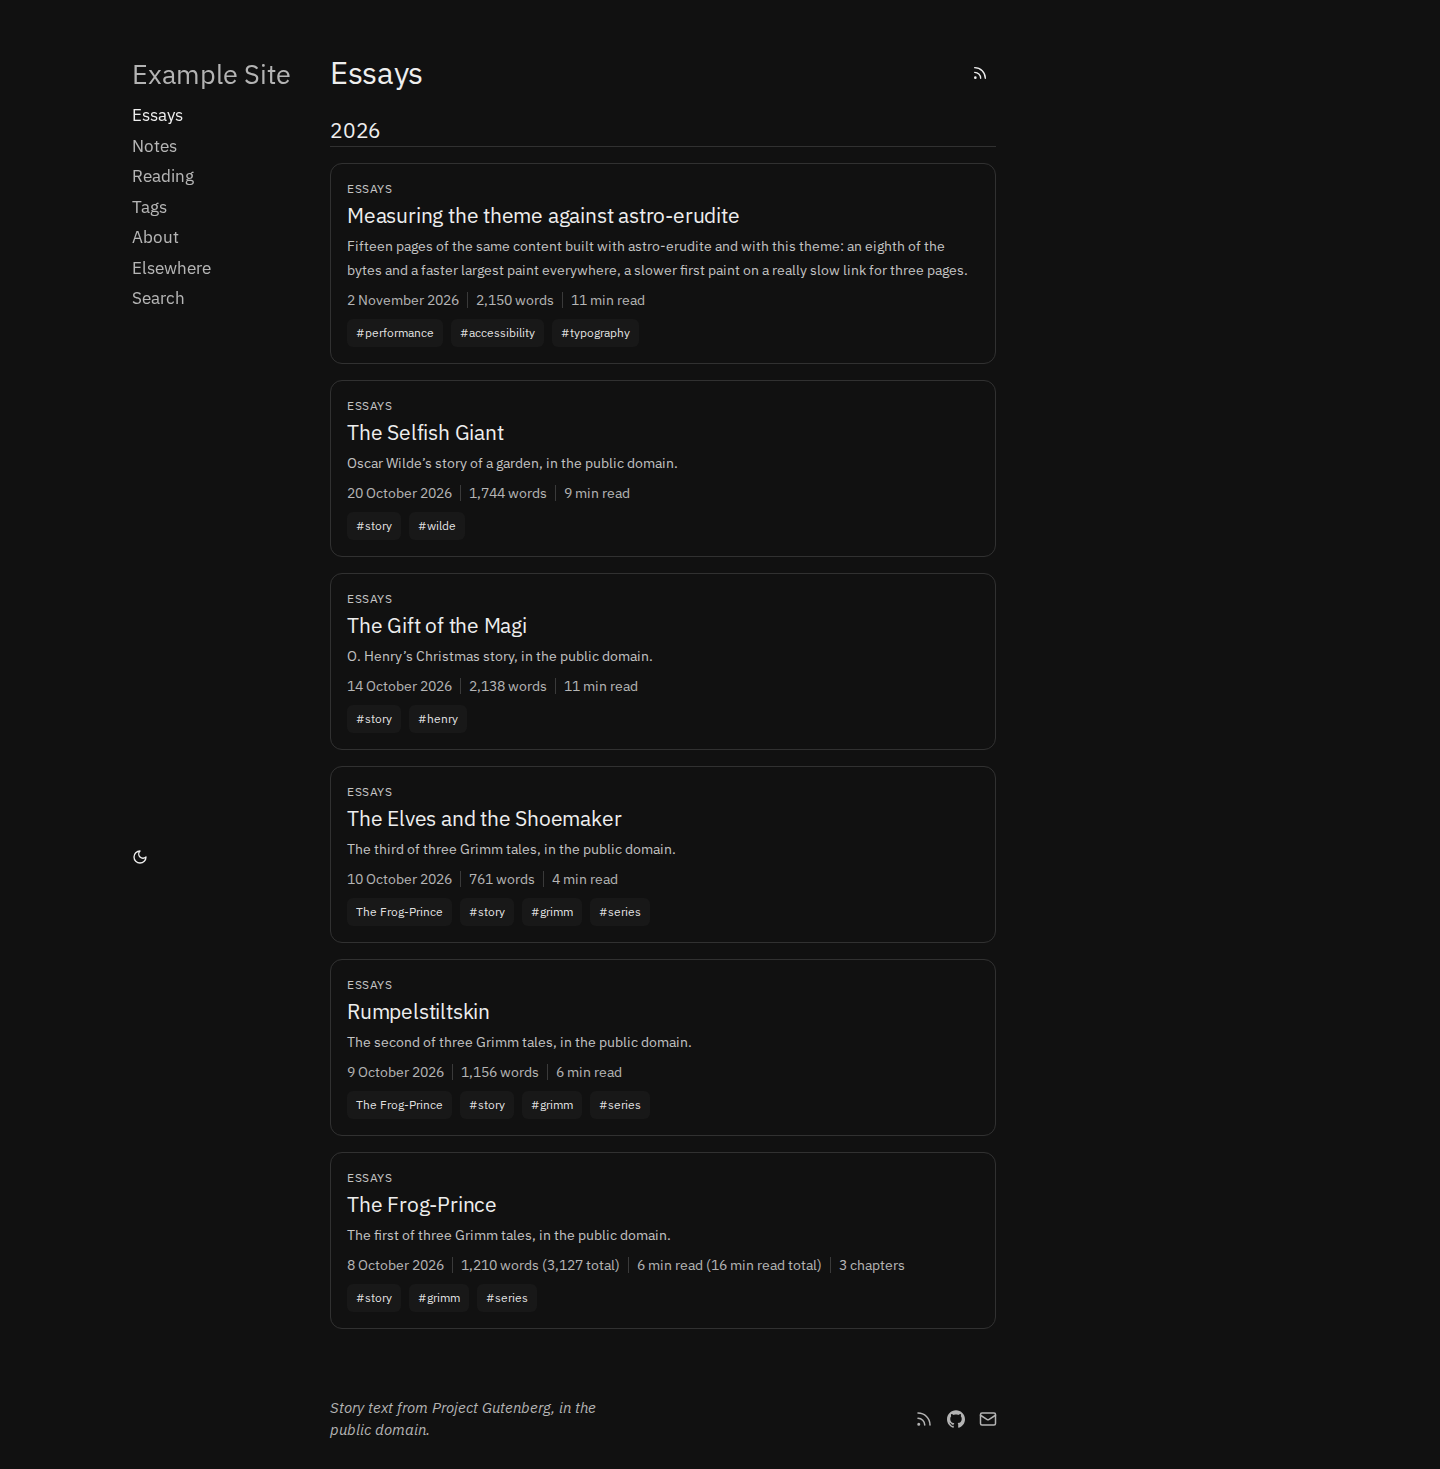 Example Site
Essays
Notes
Reading
Tags
About
Elsewhere
Search
Essays
2026
ESSAYS
Measuring the theme against astro-erudite
Fifteen pages of the same content built with astro-erudite and with this theme: an eighth of the
bytes and a faster largest paint everywhere, a slower first paint on a really slow link for three pages.
2 November 2026 | 2,150 words | 11 min read
#performance #accessibility #typography
ESSAYS
The Selfish Giant
Oscar Wilde’s story of a garden, in the public domain.
20 October 2026 | 1,744 words | 9 min read
#story #wilde
ESSAYS
The Gift of the Magi
O. Henry’s Christmas story, in the public domain.
14 October 2026 | 2,138 words | 11 min read
#story #henry
ESSAYS
The Elves and the Shoemaker
The third of three Grimm tales, in the public domain.
10 October 2026 | 761 words | 4 min read
The Frog-Prince #story #grimm #series
ESSAYS
Rumpelstiltskin
The second of three Grimm tales, in the public domain.
9 October 2026 | 1,156 words | 6 min read
The Frog-Prince #story #grimm #series
ESSAYS
The Frog-Prince
The first of three Grimm tales, in the public domain.
8 October 2026 | 1,210 words (3,127 total) | 6 min read (16 min read total) | 3 chapters
#story #grimm #series
Story text from Project Gutenberg, in the
public domain.